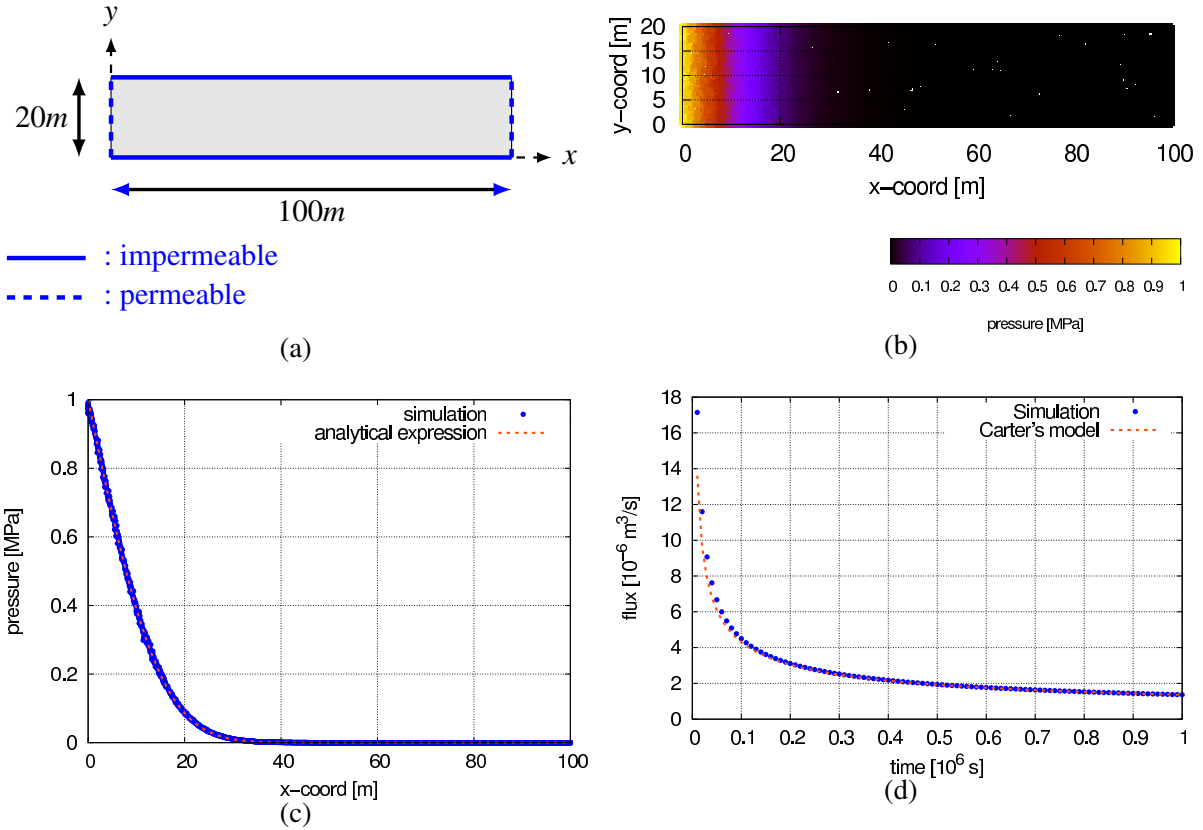 y
20m
x
100m
: impermeable
: permeable
(a)
y-coord [m]
20
15
10
5
0
0 20 40 60 80 100
x-coord [m]
0 0.1 0.2 0.3 0.4 0.5 0.6 0.7 0.8 0.9 1
pressure [MPa]
(b)
pressure [MPa]
1
0.8
0.6
0.4
0.2
0
simulation
analytical expression
0 20 40 60 80 100
x-coord [m]
(c)
flux [10⁻⁶ m³/s]
18
16
14
12
10
8
6
4
2
0
Simulation
Carter's model
0 0.1 0.2 0.3 0.4 0.5 0.6 0.7 0.8 0.9 1
time [10⁶ s]
(d)